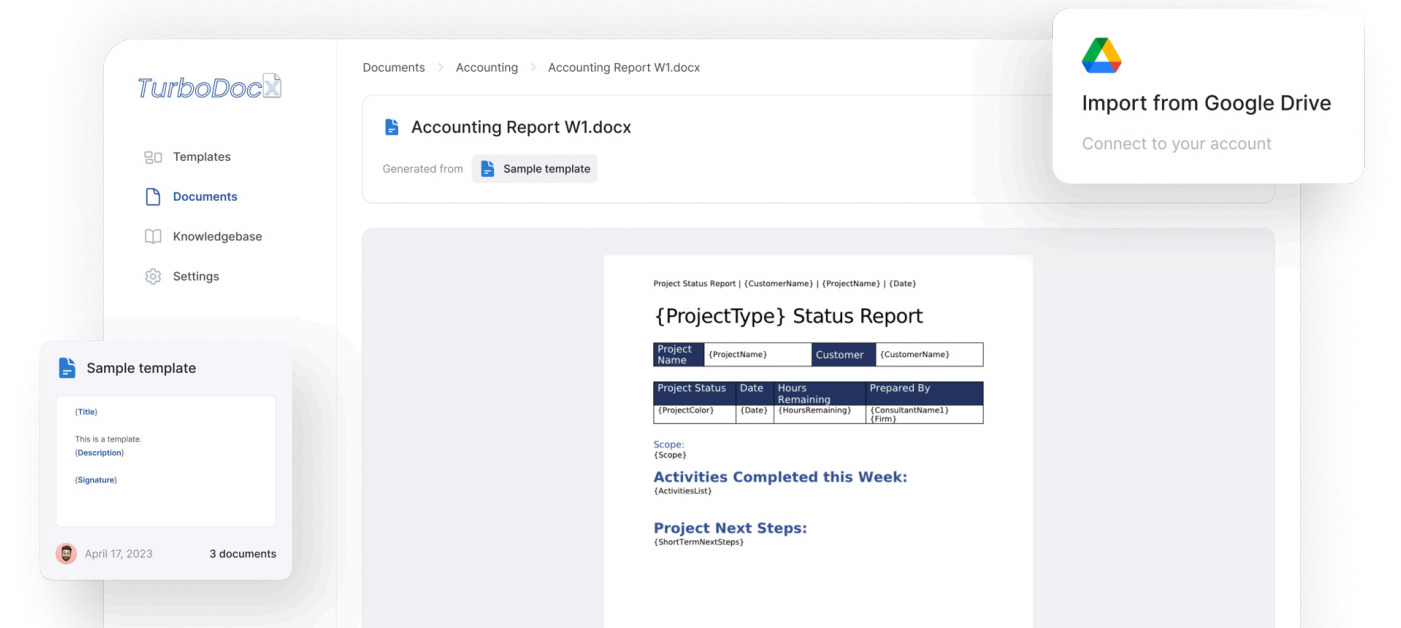 TurboDocX
Templates
Documents
Knowledgebase
Settings
Documents > Accounting > Accounting Report W1.docx
Accounting Report W1.docx
Generated from Sample template
Import from Google Drive
Connect to your account
Project Status Report | {CustomerName} | {ProjectName} | {Date}
{ProjectType} Status Report
Project Name {ProjectName} Customer {CustomerName}
Project Status Date Hours Remaining Prepared By
{ProjectColor} {Date} {HoursRemaining} {ConsultantName1}
{Firm}
Scope:
{Scope}
Activities Completed this Week:
{ActivitiesList}
Project Next Steps:
{ShortTermNextSteps}
Sample template
{Title}
This is a template.
{Description}
{Signature}
April 17, 2023 3 documents